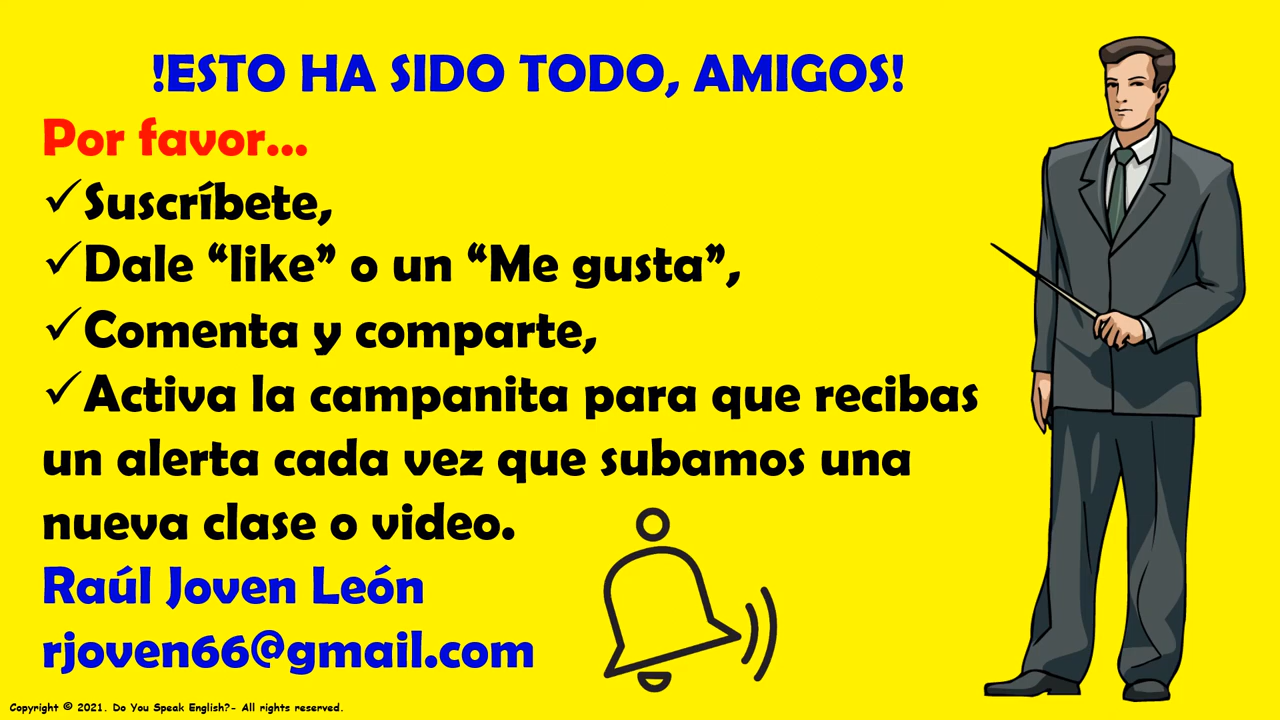 !ESTO HA SIDO TODO, AMIGOS!
Por favor...
✓Suscríbete,
✓Dale “like” o un “Me gusta”,
✓Comenta y comparte,
✓Activa la campanita para que recibas
un alerta cada vez que subamos una
nueva clase o video.
Raúl Joven León
rjoven66@gmail.com
Copyright © 2021. Do You Speak English?- All rights reserved.